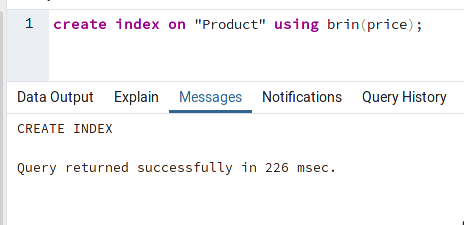 1 create index on "Product" using brin(price);
Data Output Explain Messages Notifications Query History
CREATE INDEX
Query returned successfully in 226 msec.